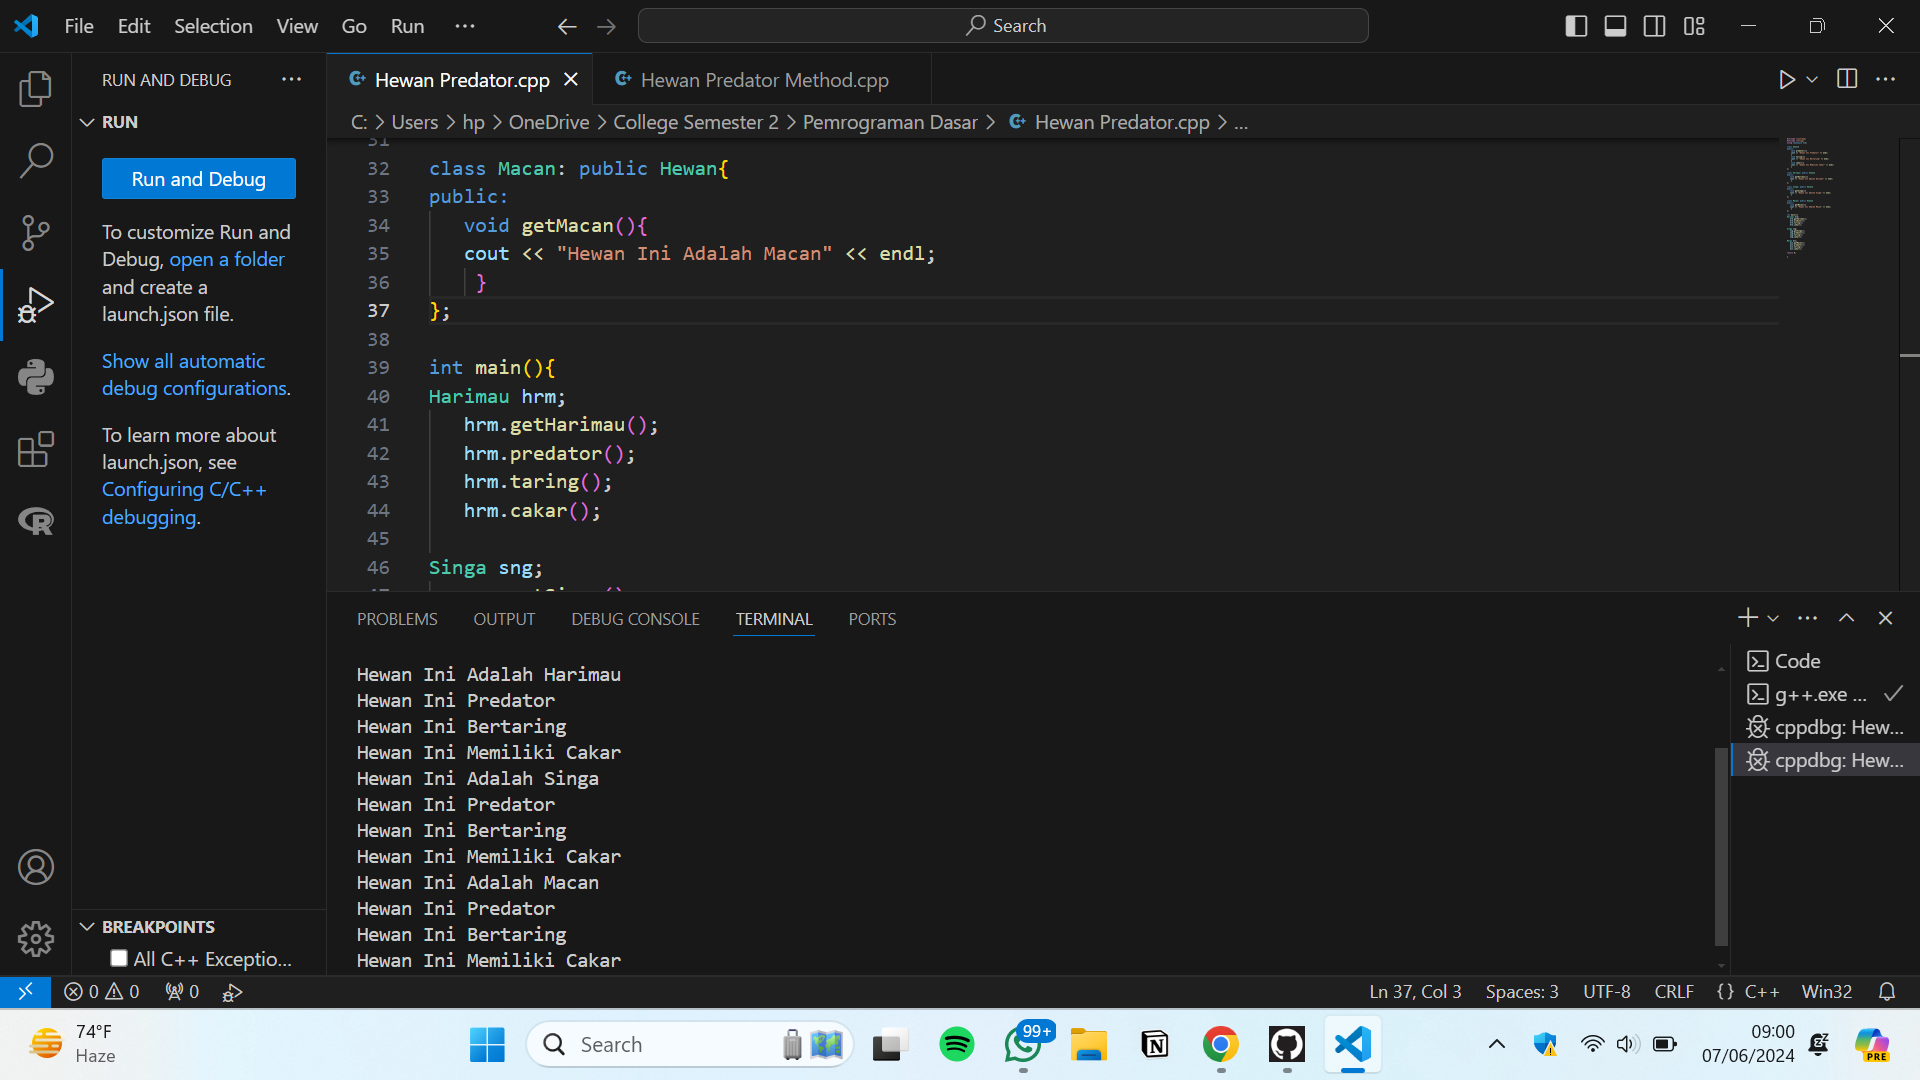 File Edit Selection View Go Run ... Search
RUN AND DEBUG ...
Hewan Predator.cpp
Hewan Predator Method.cpp
RUN
C: > Users > hp > OneDrive > College Semester 2 > Pemrograman Dasar > Hewan Predator.cpp > ...
Run and Debug
To customize Run and
Debug, open a folder
and create a
launch.json file.
Show all automatic
debug configurations.
To learn more about
launch.json, see
Configuring C/C++
debugging.
31
32 class Macan: public Hewan{
33 public:
34 void getMacan(){
35 cout << "Hewan Ini Adalah Macan" << endl;
36 }
37 };
38
39 int main(){
40 Harimau hrm;
41 hrm.getHarimau();
42 hrm.predator();
43 hrm.taring();
44 hrm.cakar();
45
46 Singa sng;
PROBLEMS OUTPUT DEBUG CONSOLE TERMINAL PORTS
Hewan Ini Adalah Harimau
Hewan Ini Predator
Hewan Ini Bertaring
Hewan Ini Memiliki Cakar
Hewan Ini Adalah Singa
Hewan Ini Predator
Hewan Ini Bertaring
Hewan Ini Memiliki Cakar
Hewan Ini Adalah Macan
Hewan Ini Predator
Hewan Ini Bertaring
Hewan Ini Memiliki Cakar
Code
g++.exe ...
cppdbg: Hew...
cppdbg: Hew...
BREAKPOINTS
All C++ Exceptio...
0 0 0
Ln 37, Col 3 Spaces: 3 UTF-8 CRLF {} C++ Win32
74°F
Haze
Search
99+
09:00
07/06/2024
PRE